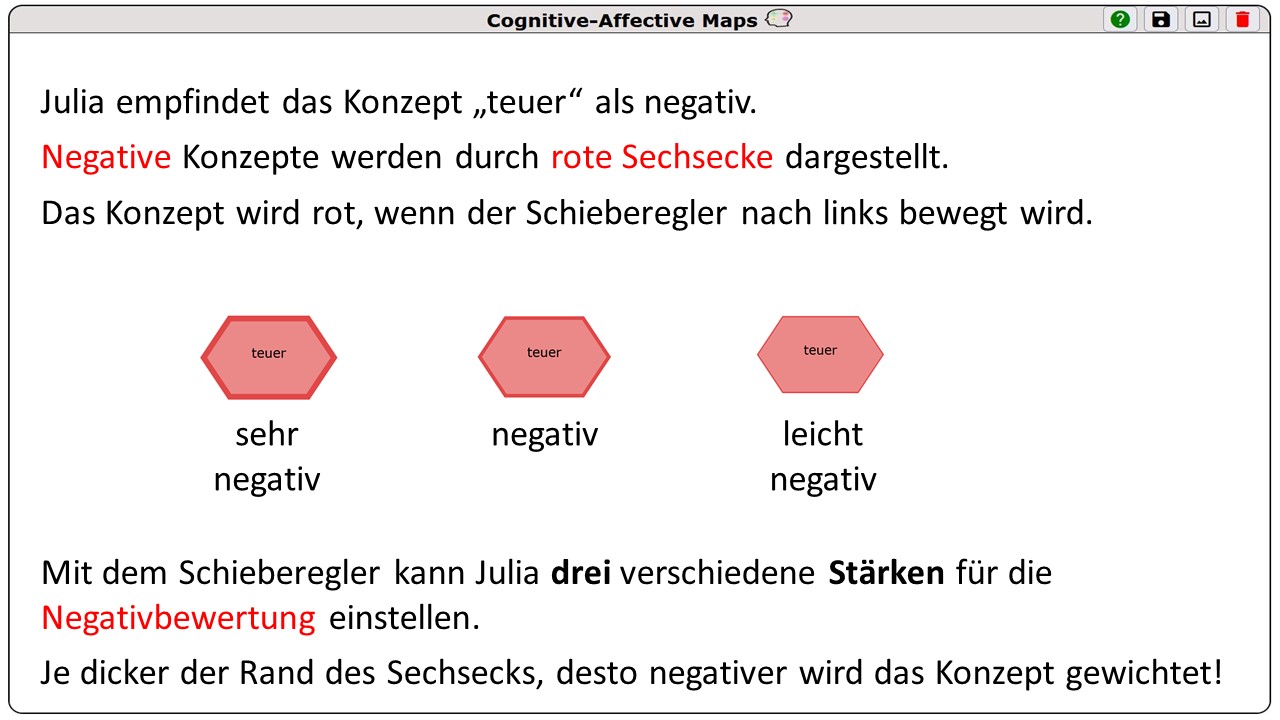 Cognitive-Affective Maps
Julia empfindet das Konzept „teuer“ als negativ.
Negative Konzepte werden durch rote Sechsecke dargestellt.
Das Konzept wird rot, wenn der Schieberegler nach links bewegt wird.
teuer teuer teuer
sehr negativ leicht
negativ negativ
Mit dem Schieberegler kann Julia drei verschiedene Stärken für die
Negativbewertung einstellen.
Je dicker der Rand des Sechsecks, desto negativer wird das Konzept gewichtet!